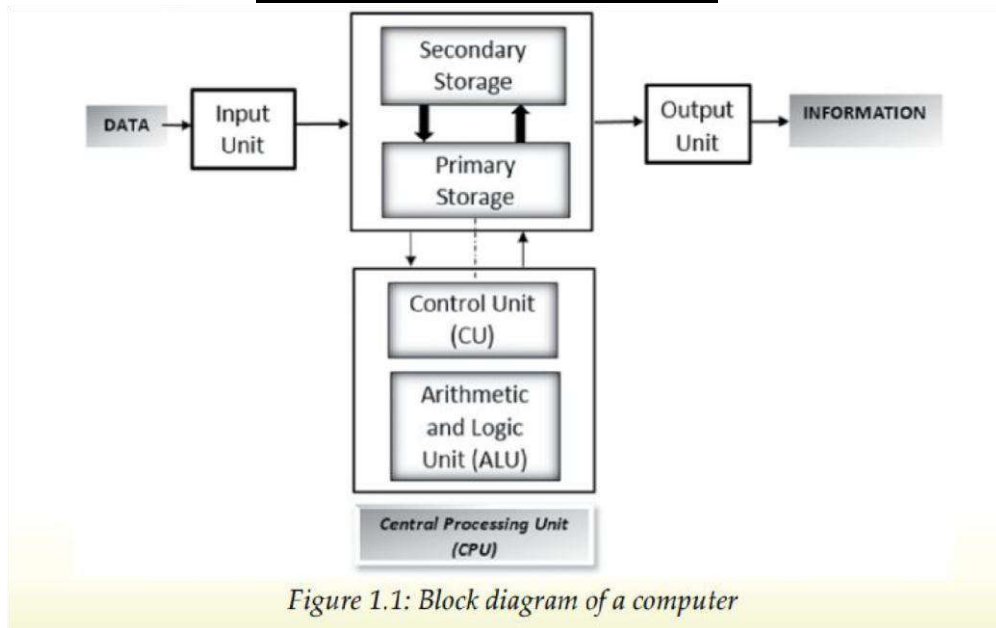 DATA
Input
Unit
Secondary
Storage
Primary
Storage
Output
Unit
INFORMATION
Control Unit
(CU)
Arithmetic
and Logic
Unit (ALU)
Central Processing Unit
(CPU)
Figure 1.1: Block diagram of a computer